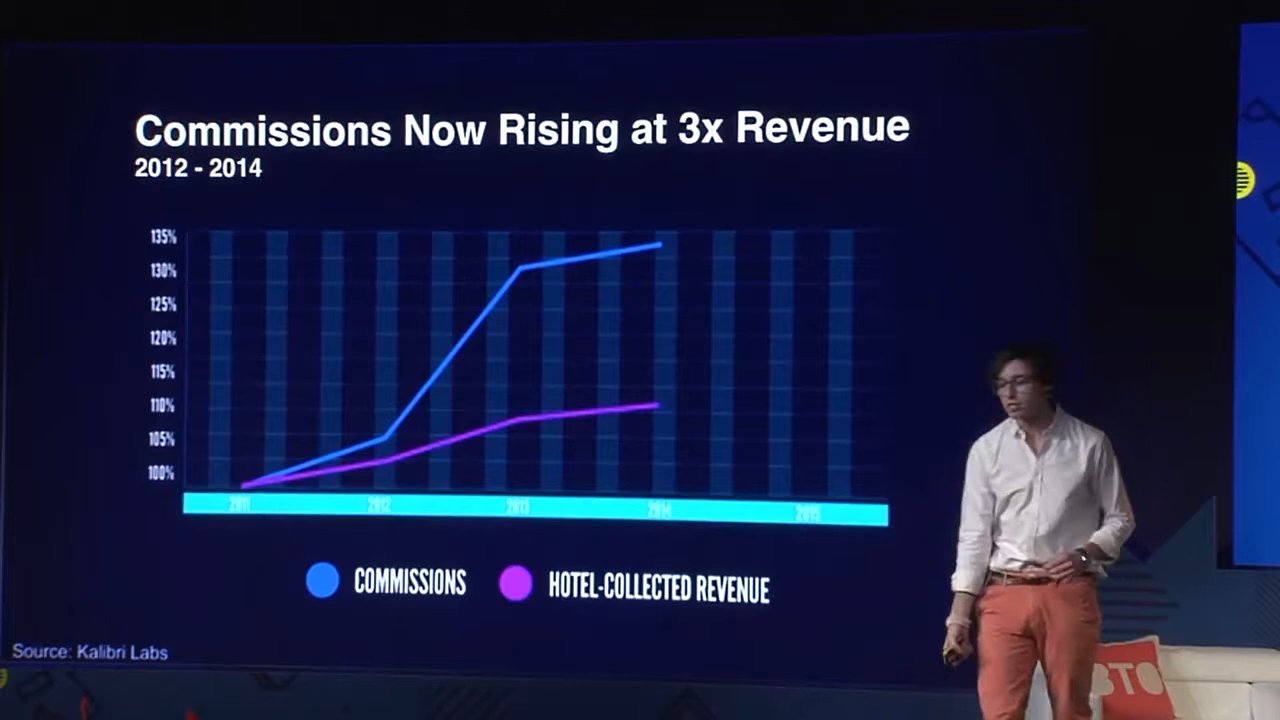 Commissions Now Rising at 3x Revenue
2012 - 2014
135%
130%
125%
120%
115%
110%
105%
100%
2011 2012 2013 2014 2015
COMMISSIONS HOTEL-COLLECTED REVENUE
Source: Kalibri Labs
BTO